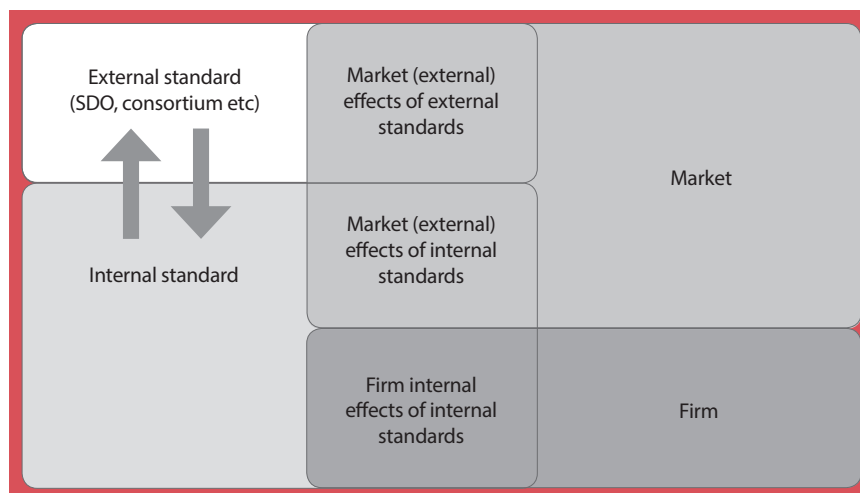 External standard
(SDO, consortium etc)
Market (external)
effects of external
standards
Market
Internal standard
Market (external)
effects of internal
standards
Firm internal
effects of internal
standards
Firm